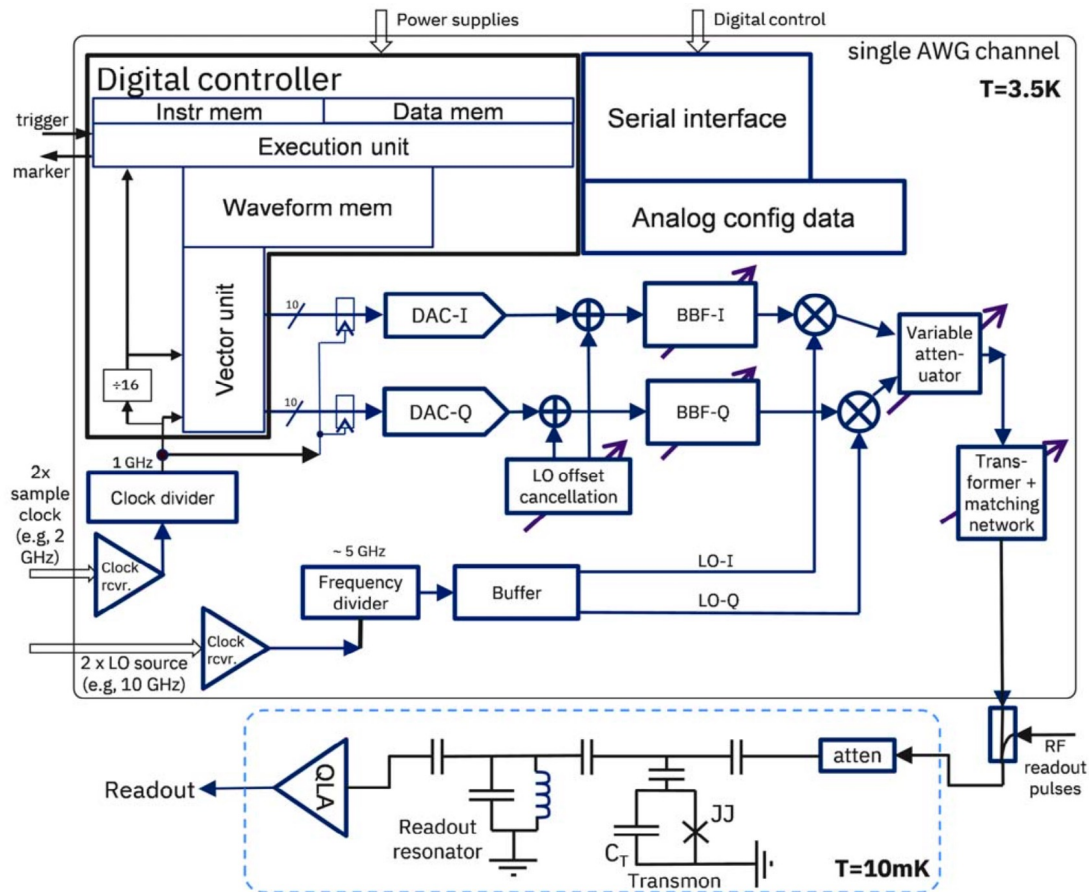 Power supplies
Digital control
single AWG channel
T=3.5K
Digital controller
Instr mem
Data mem
trigger
Execution unit
marker
Serial interface
Waveform mem
Analog config data
Vector unit
10
DAC-I
BBF-I
Variable
atten-
uator
÷16
10
DAC-Q
BBF-Q
1 GHz
LO offset
cancellation
Trans-
former +
matching
network
2x
sample
clock
(e.g, 2
GHz)
Clock divider
Clock
rcvr.
~ 5 GHz
Frequency
divider
Buffer
LO-I
LO-Q
Clock
rcvr.
2 x LO source
(e.g, 10 GHz)
RF
readout
pulses
atten
QLA
Readout
Readout
resonator
JJ
CT
Transmon
T=10mK